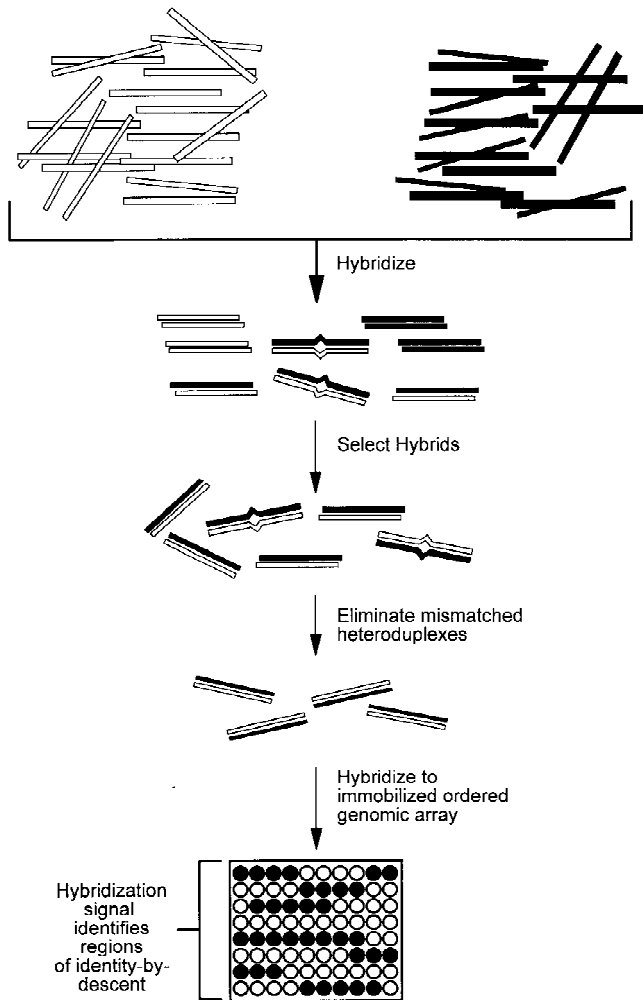 Hybridize
Select Hybrids
Eliminate mismatched
heteroduplexes
Hybridize to
immobilized ordered
genomic array
Hybridization
signal
identifies
regions
of identity-by-
descent